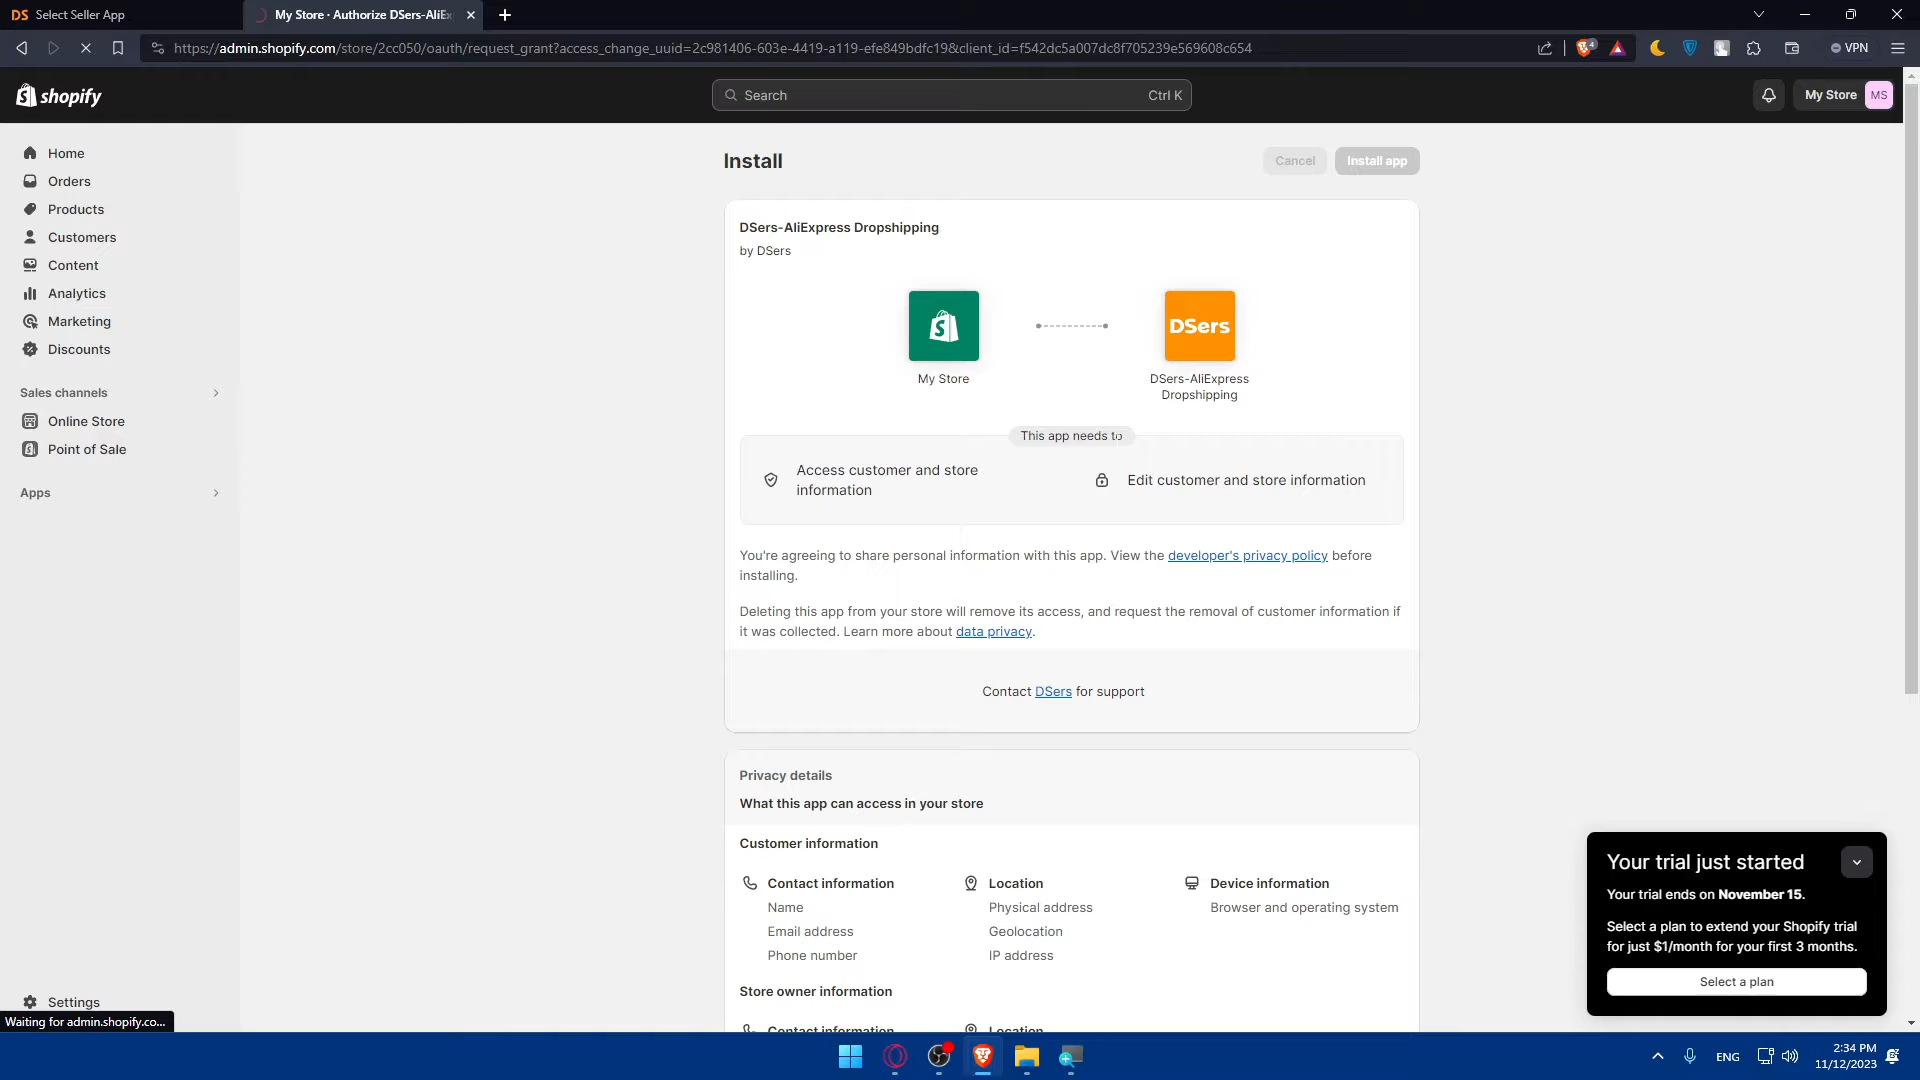 DS Select Seller App
My Store · Authorize DSers-AliEx
https://admin.shopify.com/store/2cc050/oauth/request_grant?access_change_uuid=2c981406-603e-4419-a119-efe849bdfc19&client_id=f542dc5a007dc8f705239e569608c654
4
VPN
shopify
Search
Ctrl K
My Store
MS
Home
Orders
Products
Customers
Content
Analytics
Marketing
Discounts
Sales channels
Online Store
Point of Sale
Apps
Settings
Waiting for admin.shopify.co...
Install
Cancel
Install app
DSers-AliExpress Dropshipping
by DSers
DSers
My Store
DSers-AliExpress
Dropshipping
This app needs to
Access customer and store
information
Edit customer and store information
You're agreeing to share personal information with this app. View the developer's privacy policy before
installing.
Deleting this app from your store will remove its access, and request the removal of customer information if
it was collected. Learn more about data privacy.
Contact DSers for support
Privacy details
What this app can access in your store
Customer information
Contact information
Name
Email address
Phone number
Location
Physical address
Geolocation
IP address
Device information
Browser and operating system
Store owner information
Contact information
Location
Your trial just started
Your trial ends on November 15.
Select a plan to extend your Shopify trial
for just $1/month for your first 3 months.
Select a plan
ENG
2:34 PM
11/12/2023